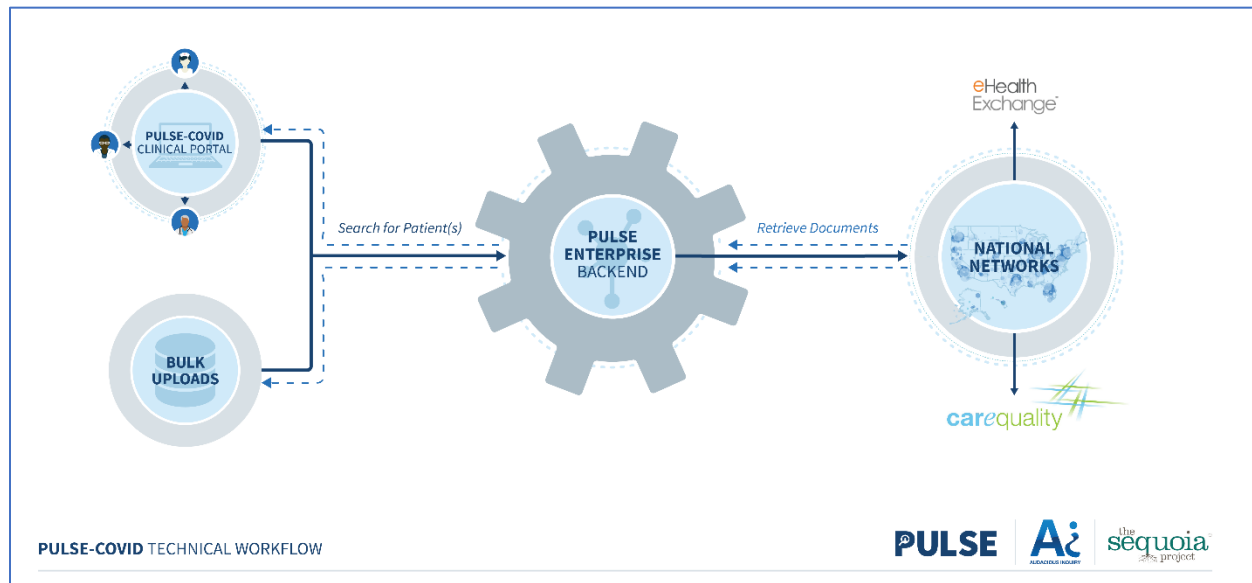 PULSE-COVID
CLINICAL PORTAL
Search for Patient(s)
BULK
UPLOADS
PULSE
ENTERPRISE
BACKEND
Retrieve Documents
eHealth
Exchange™
NATIONAL
NETWORKS
carequality
PULSE-COVID TECHNICAL WORKFLOW
PULSE
Ai
AUDACIOUS INQUIRY
the
sequoia
project